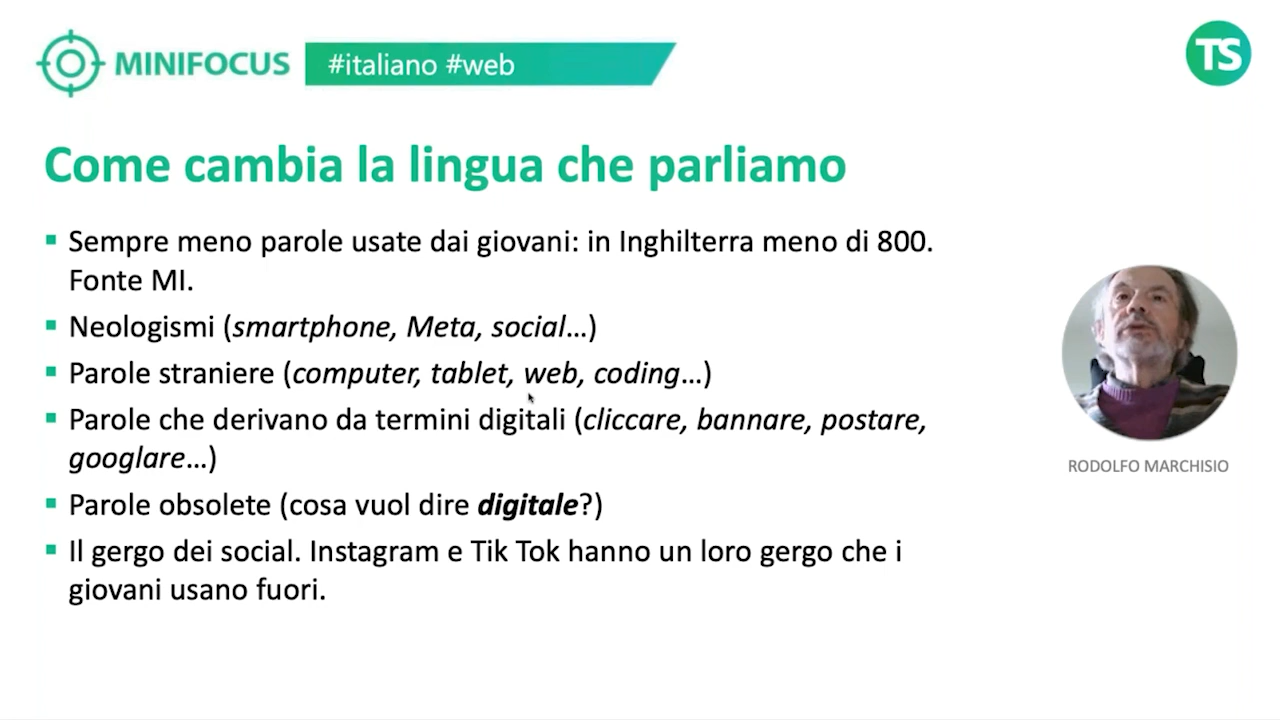 MINIFOCUS
#italiano #web
TS
Come cambia la lingua che parliamo
Sempre meno parole usate dai giovani: in Inghilterra meno di 800.
Fonte MI.
Neologismi (smartphone, Meta, social…)
Parole straniere (computer, tablet, web, coding…)
Parole che derivano da termini digitali (cliccare, bannare, postare,
googlare…)
Parole obsolete (cosa vuol dire digitale?)
Il gergo dei social. Instagram e Tik Tok hanno un loro gergo che i
giovani usano fuori.
RODOLFO MARCHISIO